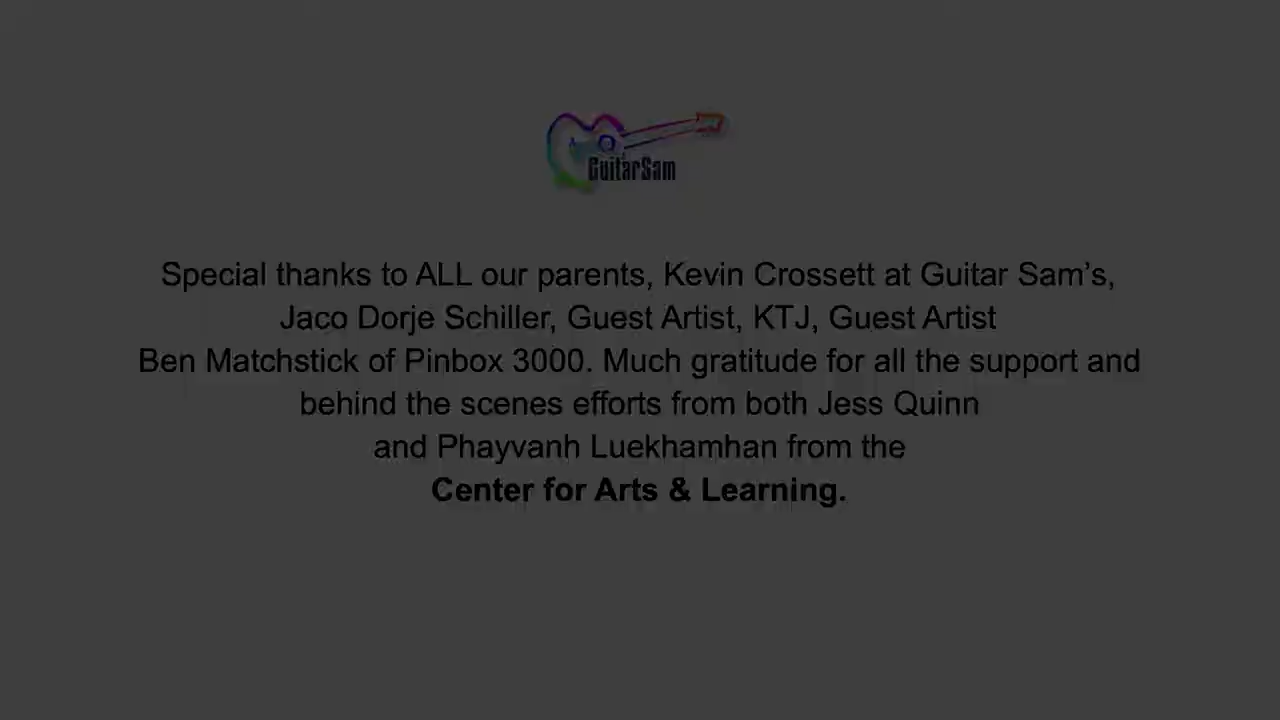 GuitarSam
Special thanks to ALL our parents, Kevin Crossett at Guitar Sam’s,
Jaco Dorje Schiller, Guest Artist, KTJ, Guest Artist
Ben Matchstick of Pinbox 3000. Much gratitude for all the support and
behind the scenes efforts from both Jess Quinn
and Phayvanh Luekhamhan from the
Center for Arts & Learning.